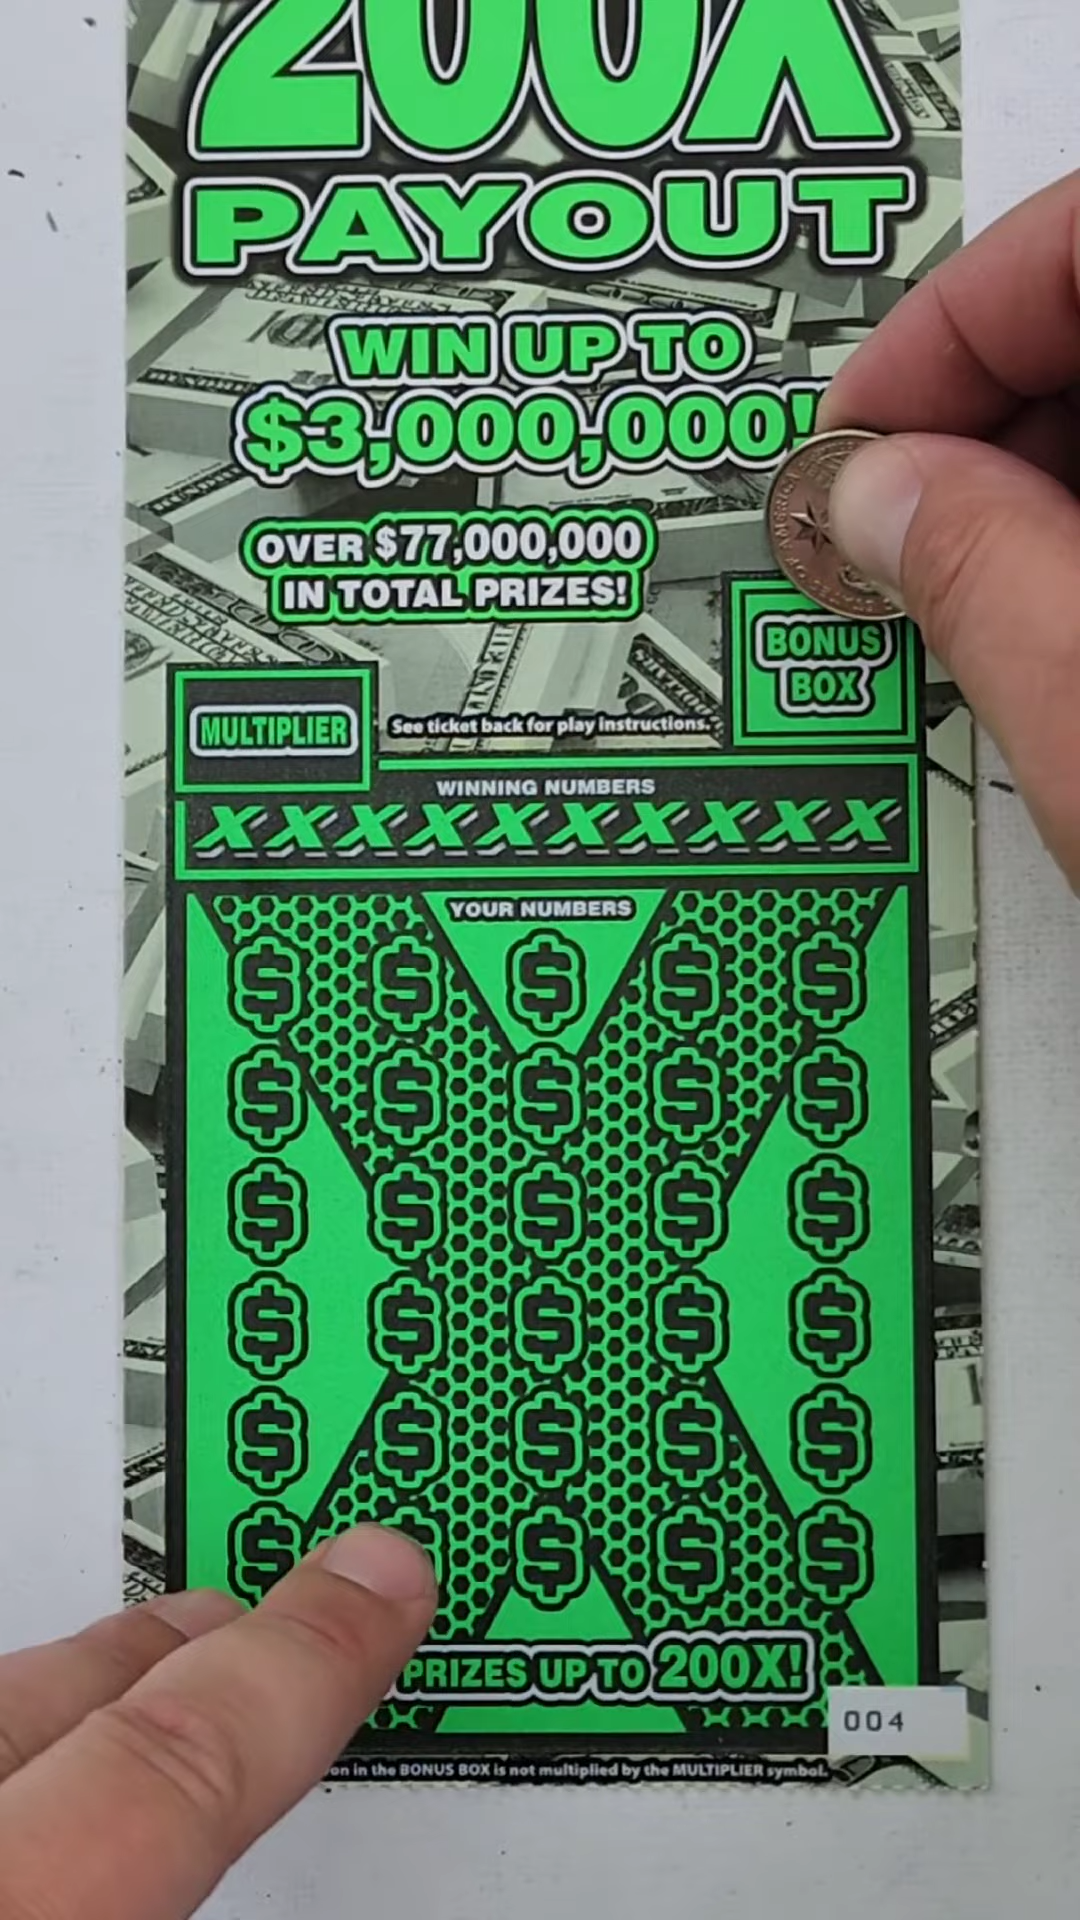 200X
PAYOUT
WIN UP TO
$3,000,000!
OVER $77,000,000
IN TOTAL PRIZES!
BONUS
BOX
MULTIPLIER
See ticket back for play instructions.
WINNING NUMBERS
XXXXXXXXXX
YOUR NUMBERS
$ $ $ $ $
$ $ $ $ $
$ $ $ $ $
$ $ $ $ $
$ $ $ $ $
$ $ $ $
PRIZES UP TO 200X!
004
on in the BONUS BOX is not multiplied by the MULTIPLIER symbol.